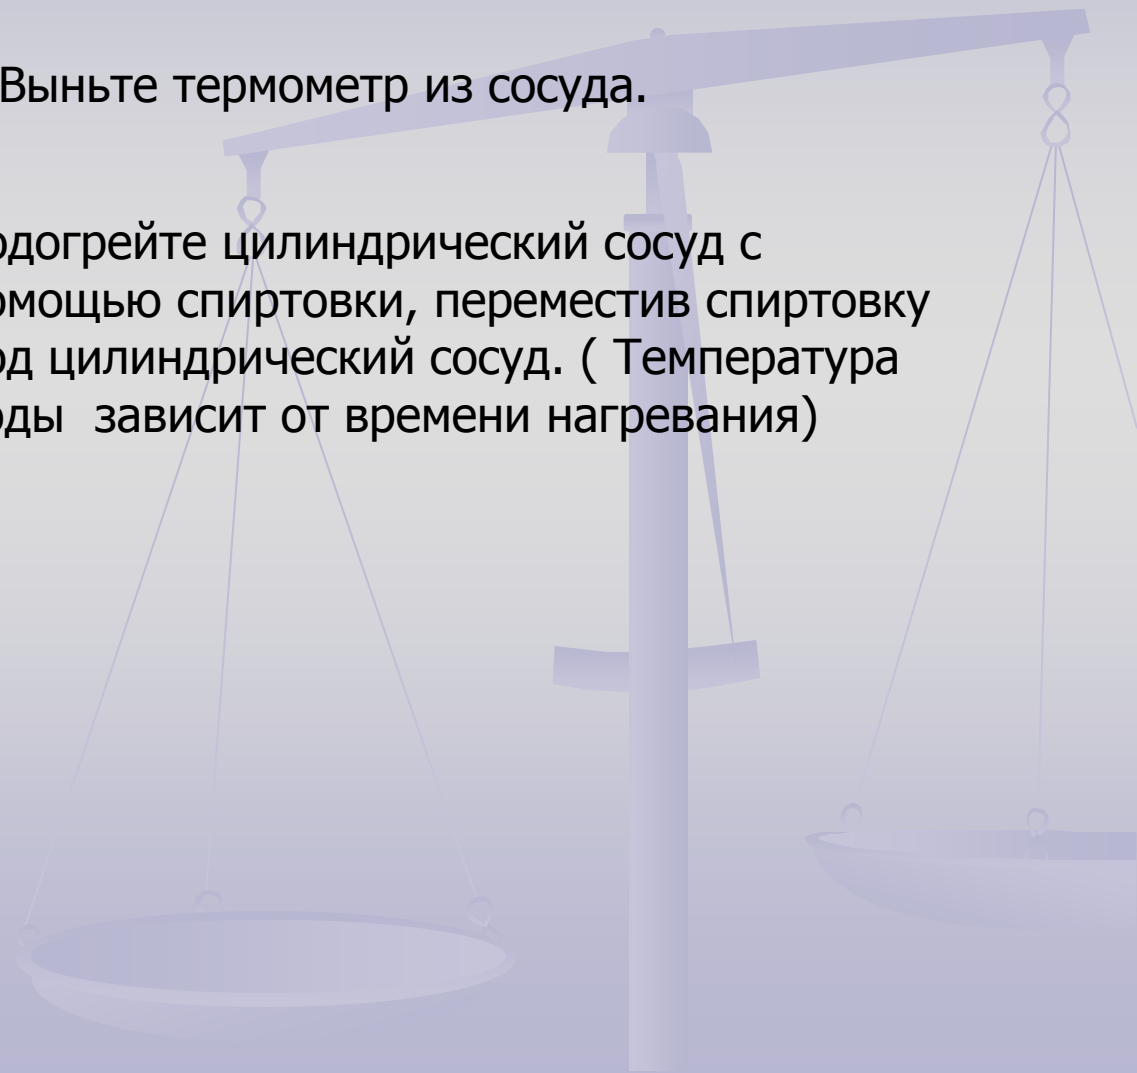 Выньте термометр из сосуда.
одогрейте цилиндрический сосуд с
омощью спиртовки, переместив спиртовку
од цилиндрический сосуд. ( Температура
оды зависит от времени нагревания)